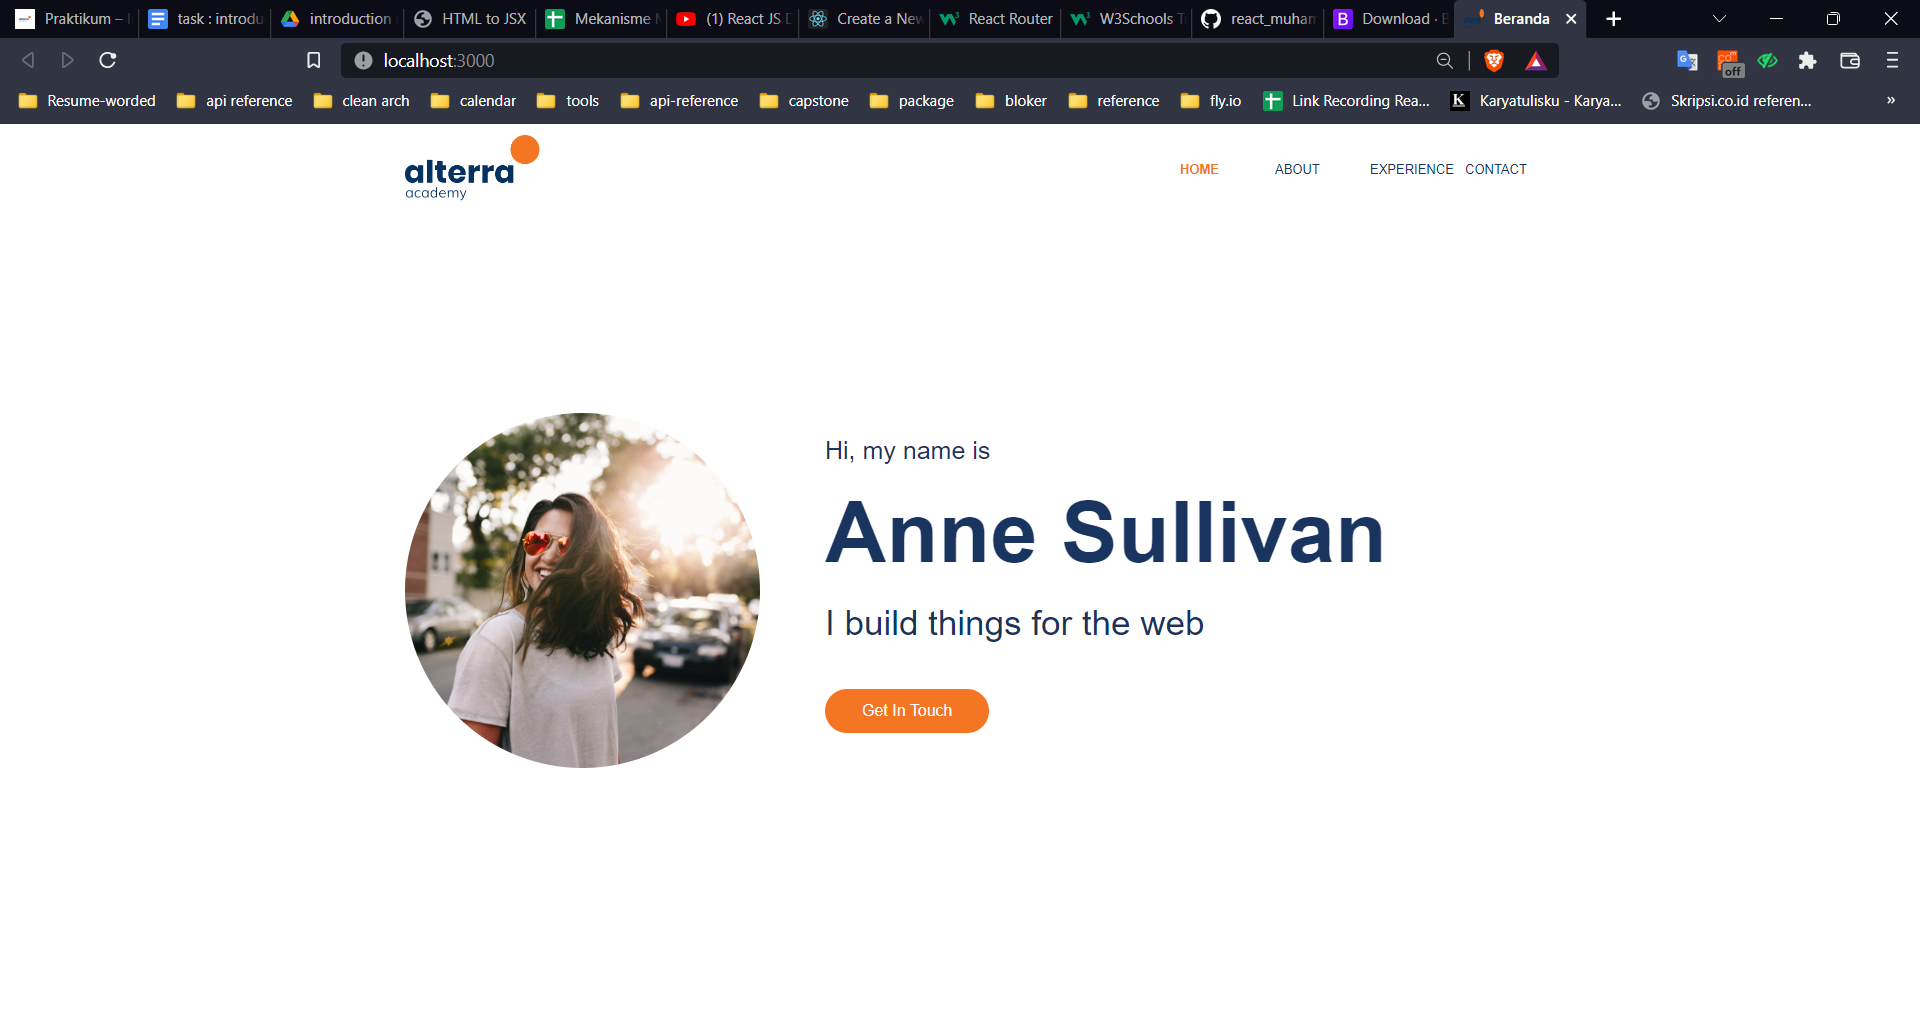 Praktikum –
task : introdu
introduction
HTML to JSX
Mekanisme
(1) React JS
Create a New
React Router
W3Schools
react_muham
Download ·
Beranda
localhost:3000
off
Resume-worded
api reference
clean arch
calendar
tools
api-reference
capstone
package
bloker
reference
fly.io
Link Recording Rea...
Karyatulisku - Karya...
Skripsi.co.id referen...
»
alterra
academy
HOME
ABOUT
EXPERIENCE
CONTACT
Hi, my name is
Anne Sullivan
I build things for the web
Get In Touch